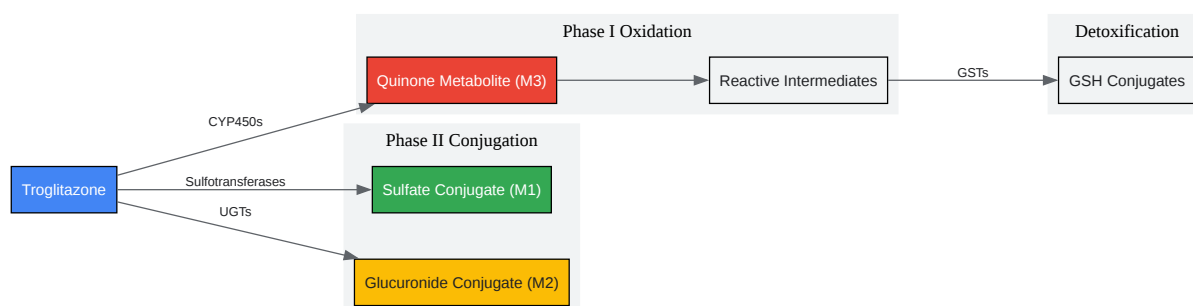 Phase I Oxidation
Detoxification
Quinone Metabolite (M3)
Reactive Intermediates
GSTs
GSH Conjugates
CYP450s
Phase II Conjugation
Troglitazone
Sulfotransferases
Sulfate Conjugate (M1)
UGTs
Glucuronide Conjugate (M2)